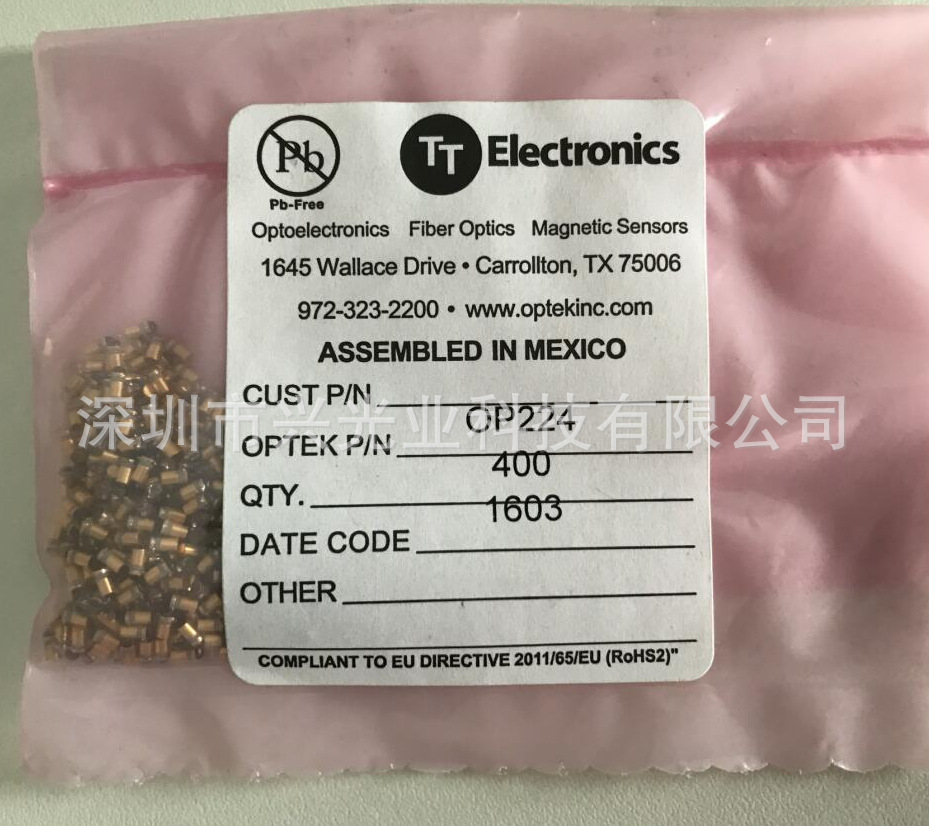 Pb
TT Electronics
Pb-Free
Optoelectronics Fiber Optics Magnetic Sensors
1645 Wallace Drive • Carrollton, TX 75006
972-323-2200 • www.optekinc.com
ASSEMBLED IN MEXICO
CUST P/N
OP224
深圳市兴光业科技有限公司
OPTEK P/N
400
QTY.
1603
DATE CODE
OTHER
COMPLIANT TO EU DIRECTIVE 2011/65/EU (RoHS2)"